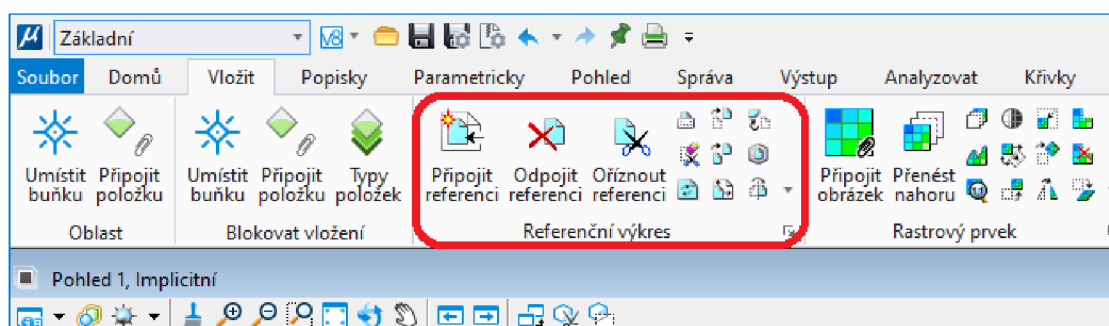 Základní
Soubor Domů Vložit Popisky Parametricky Pohled Správa Výstup Analyzovat Křivky
Umístit Připojit Umístit Připojit Typy Připojit Odpojit Oříznout Připojit Přenést
buňku položku buňku položku položek referenci referenci referenci obrázek nahoru
Oblast Blokovat vložení Referenční výkres Rastrový prvek
Pohled 1, Implicitní